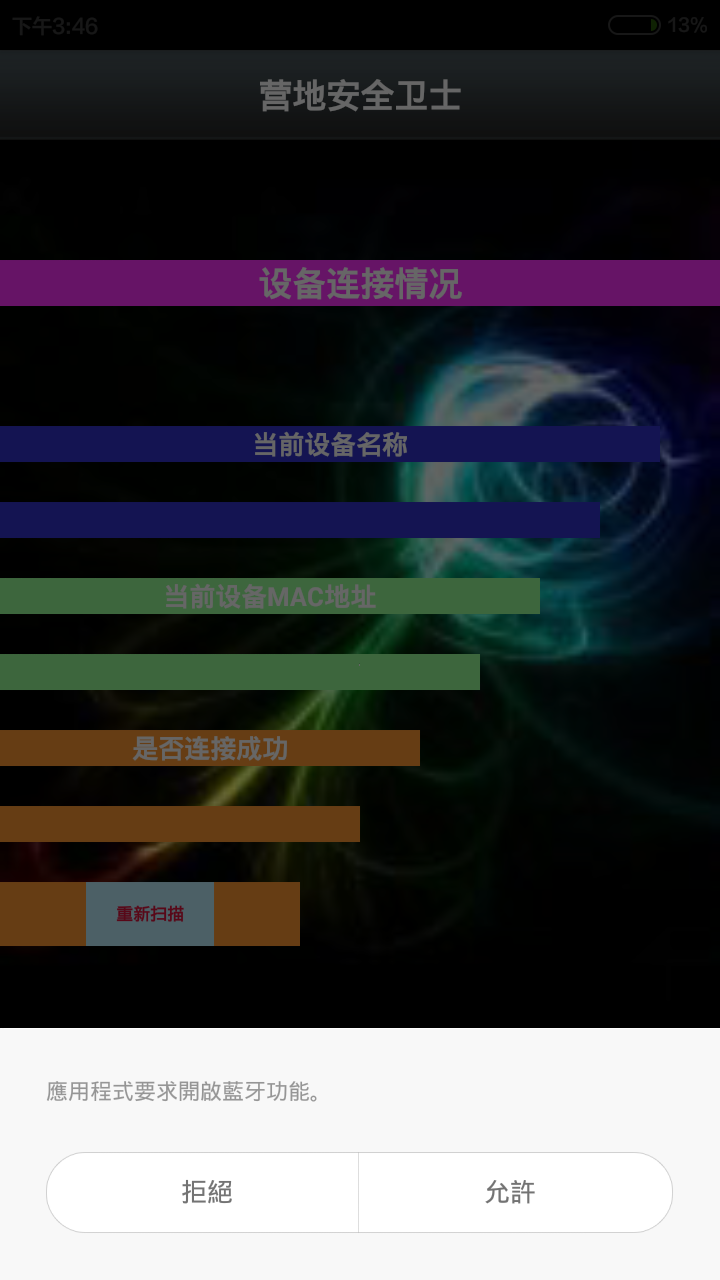 下午3:46
13%
营地安全卫士
设备连接情况
当前设备名称
当前设备MAC地址
是否连接成功
重新扫描
應用程式要求開啟藍牙功能。
拒絕
允許